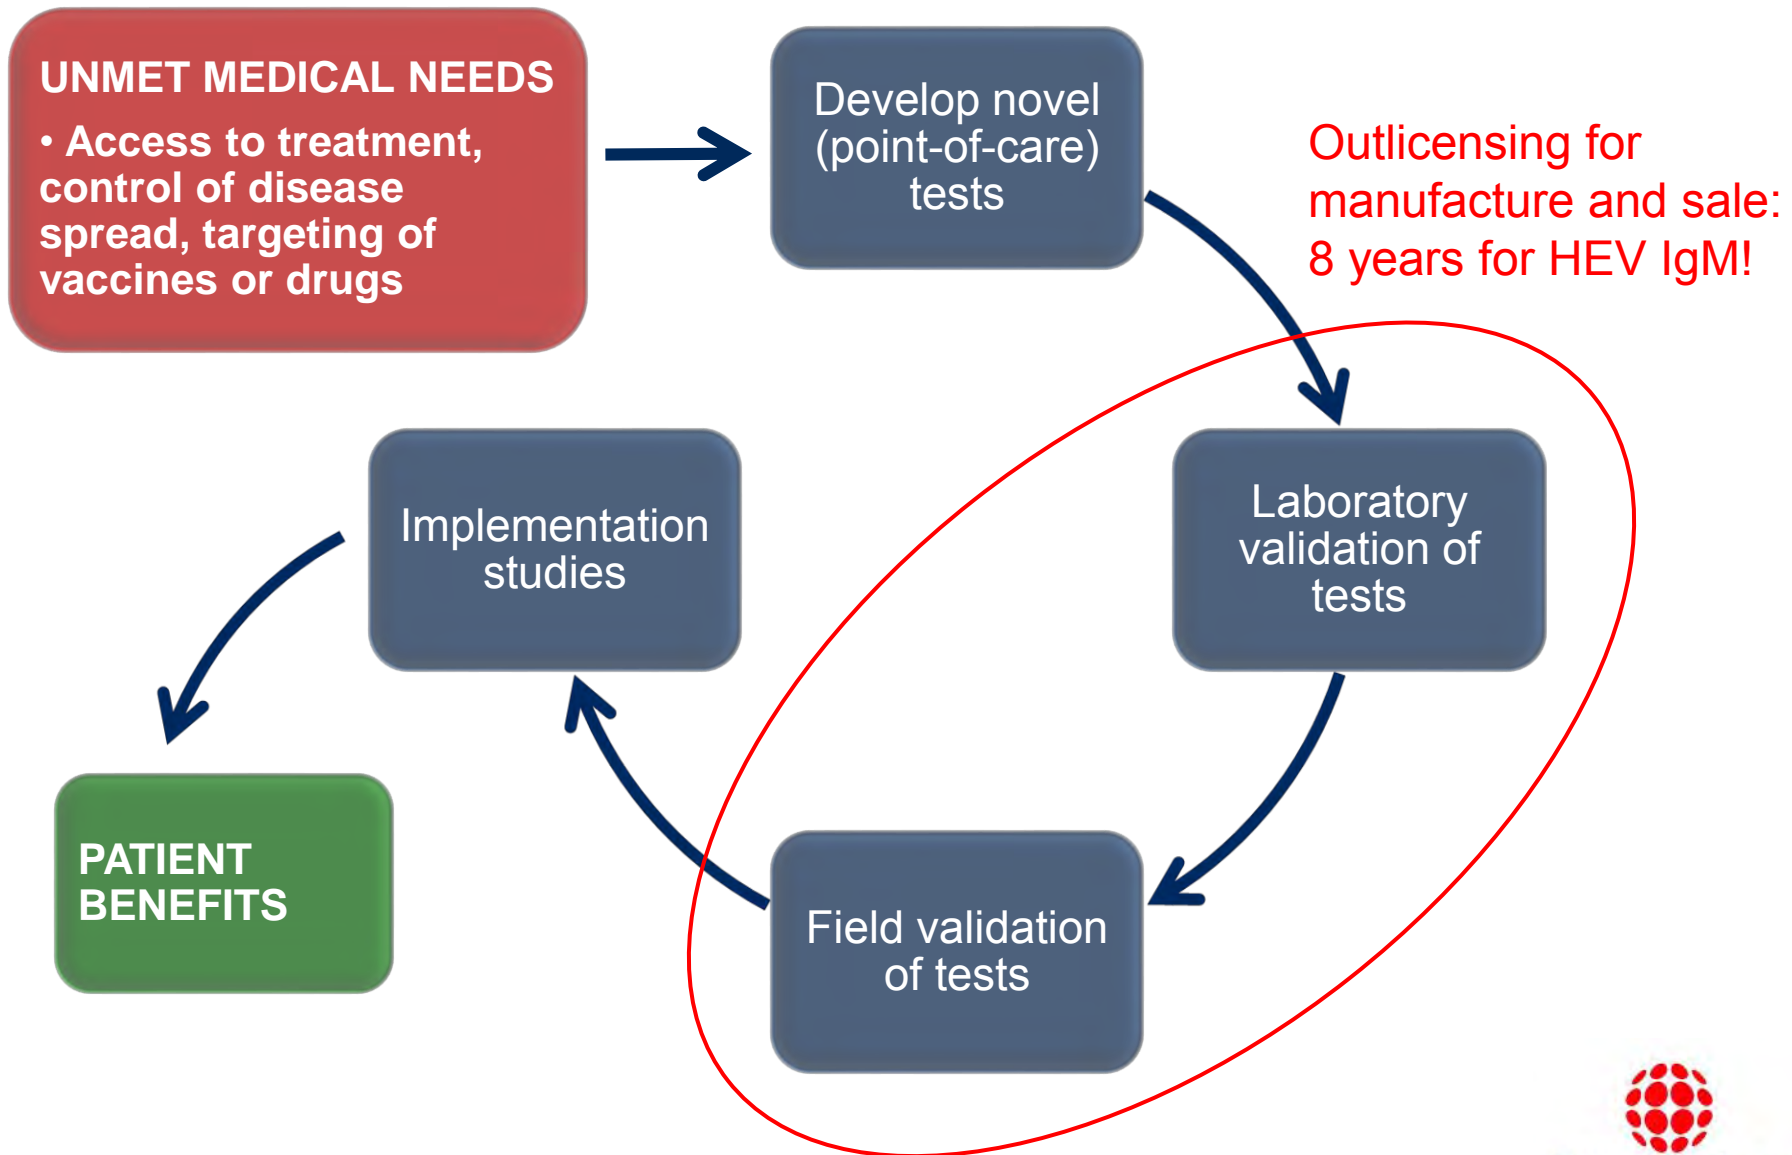 UNMET MEDICAL NEEDS
• Access to treatment,
control of disease
spread, targeting of
vaccines or drugs
Develop novel
(point-of-care)
tests
Outlicensing for
manufacture and sale:
8 years for HEV IgM!
Laboratory
validation of
tests
Field validation
of tests
Implementation
studies
PATIENT
BENEFITS